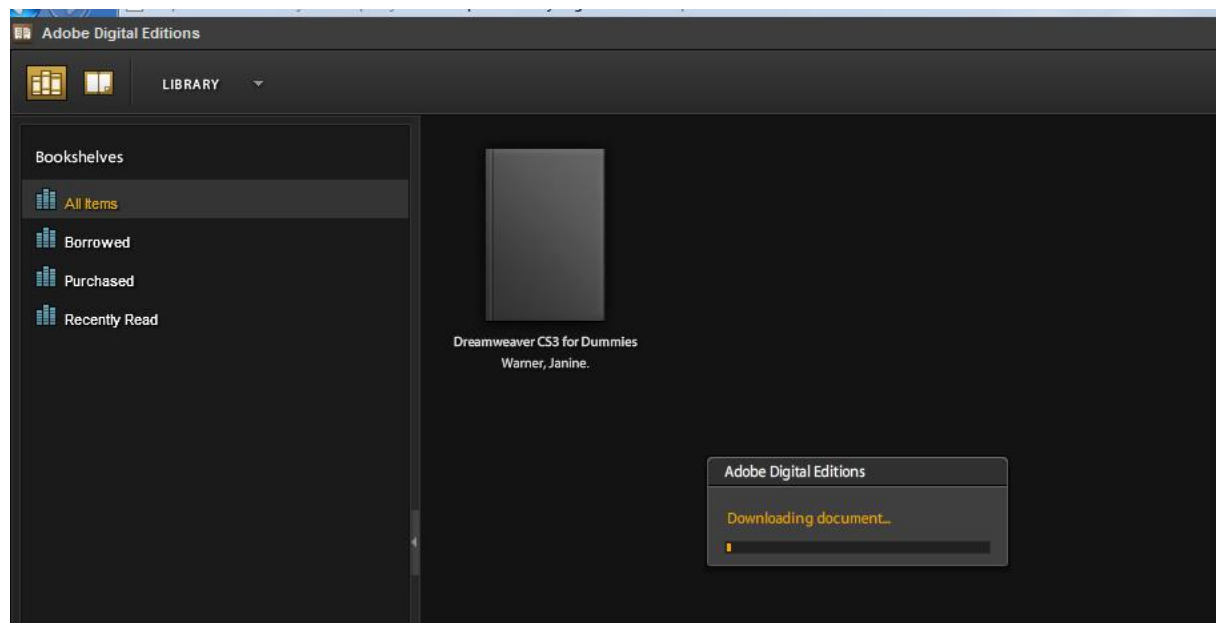 Adobe Digital Editions
LIBRARY
Bookshelves
All Items
Borrowed
Purchased
Recently Read
Dreamweaver CS3 for Dummies
Warner, Janine.
Adobe Digital Editions
Downloading document...